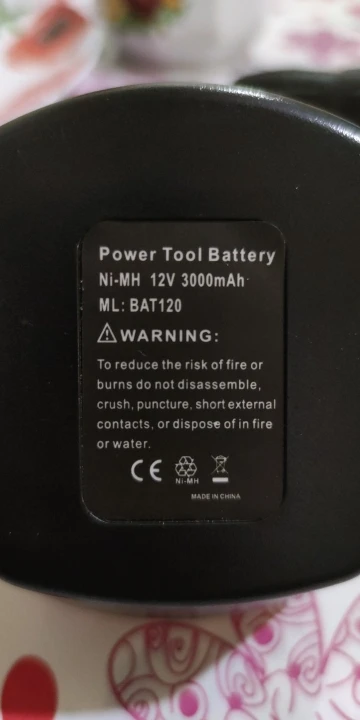 Power Tool Battery
Ni-MH 12V 3000mAh
ML: BAT120
WARNING:
To reduce the risk of fire or
burns do not disassemble,
crush, puncture, short external
contacts, or dispose of in fire
or water.
CE
Ni-MH
MADE IN CHINA